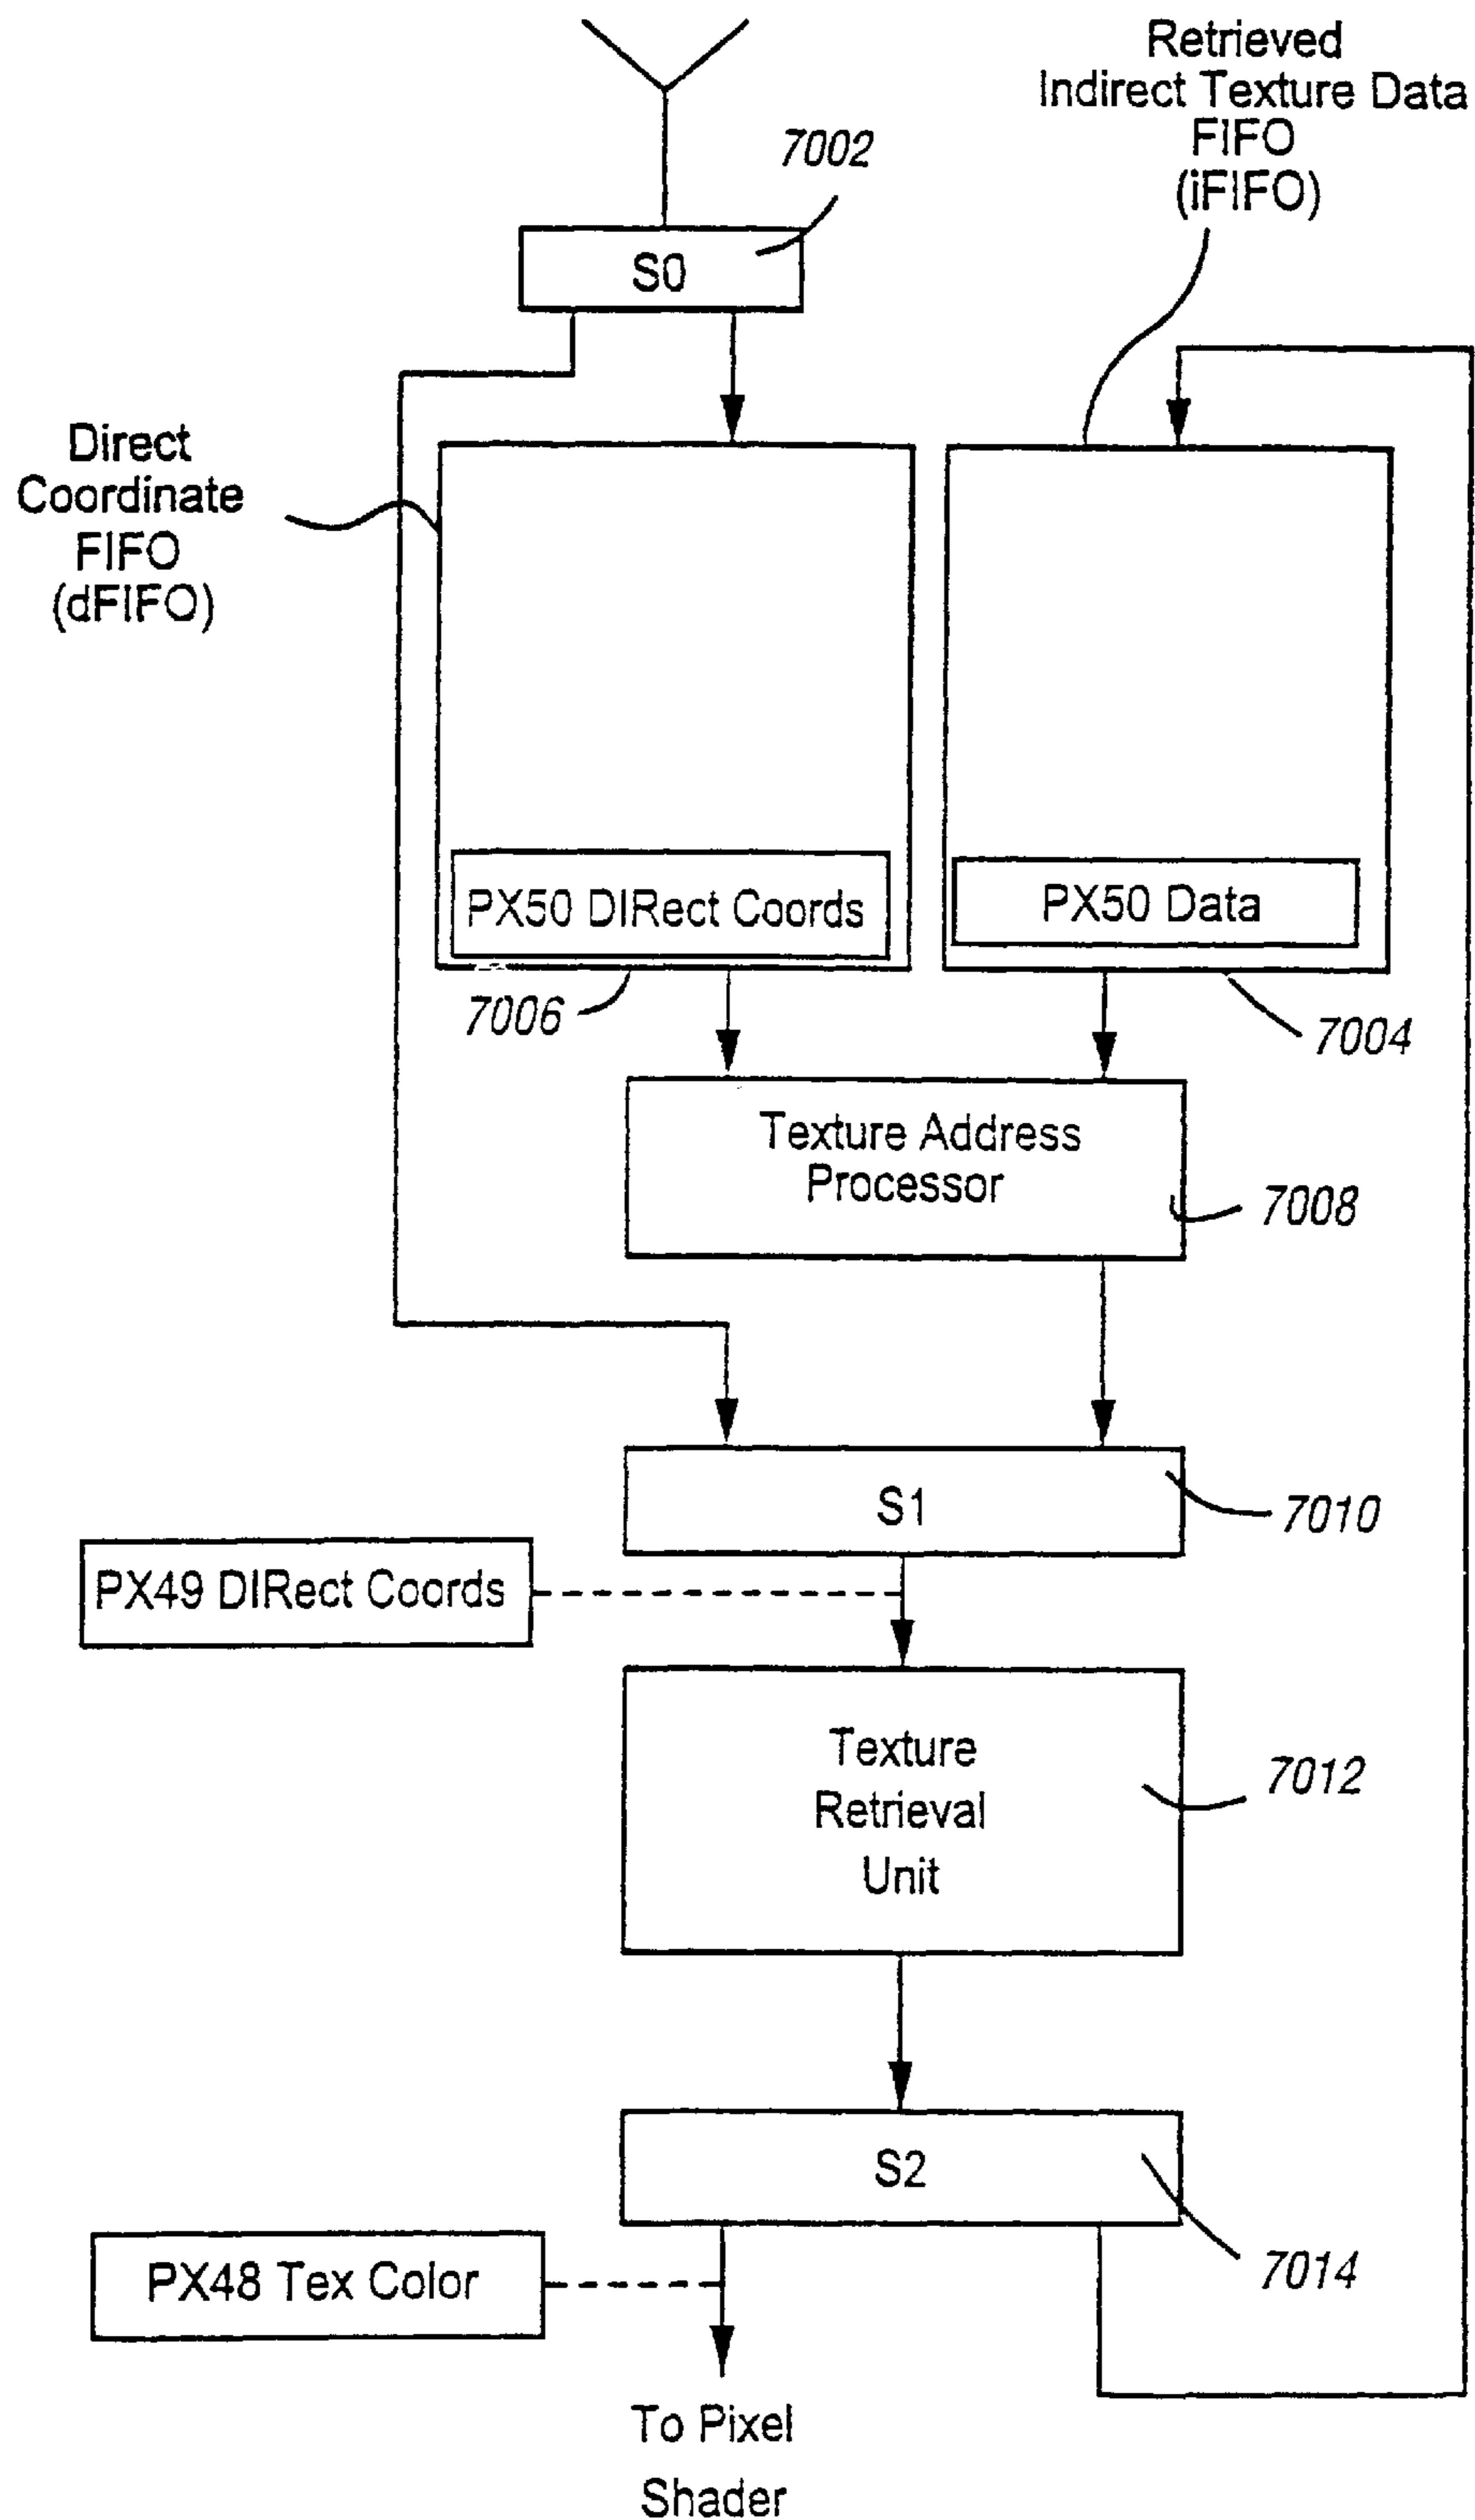 Retrieved
Indirect Texture Data
FIFO
(iFIFO)
7002
S0
Direct
Coordinate
FIFO
(dFIFO)
PX50 DIRect Coords
PX50 Data
7006
7004
Texture Address
Processor
7008
S1
7010
PX49 DIRect Coords
Texture
Retrieval
Unit
7012
S2
7014
PX48 Tex Color
To Pixel
Shader